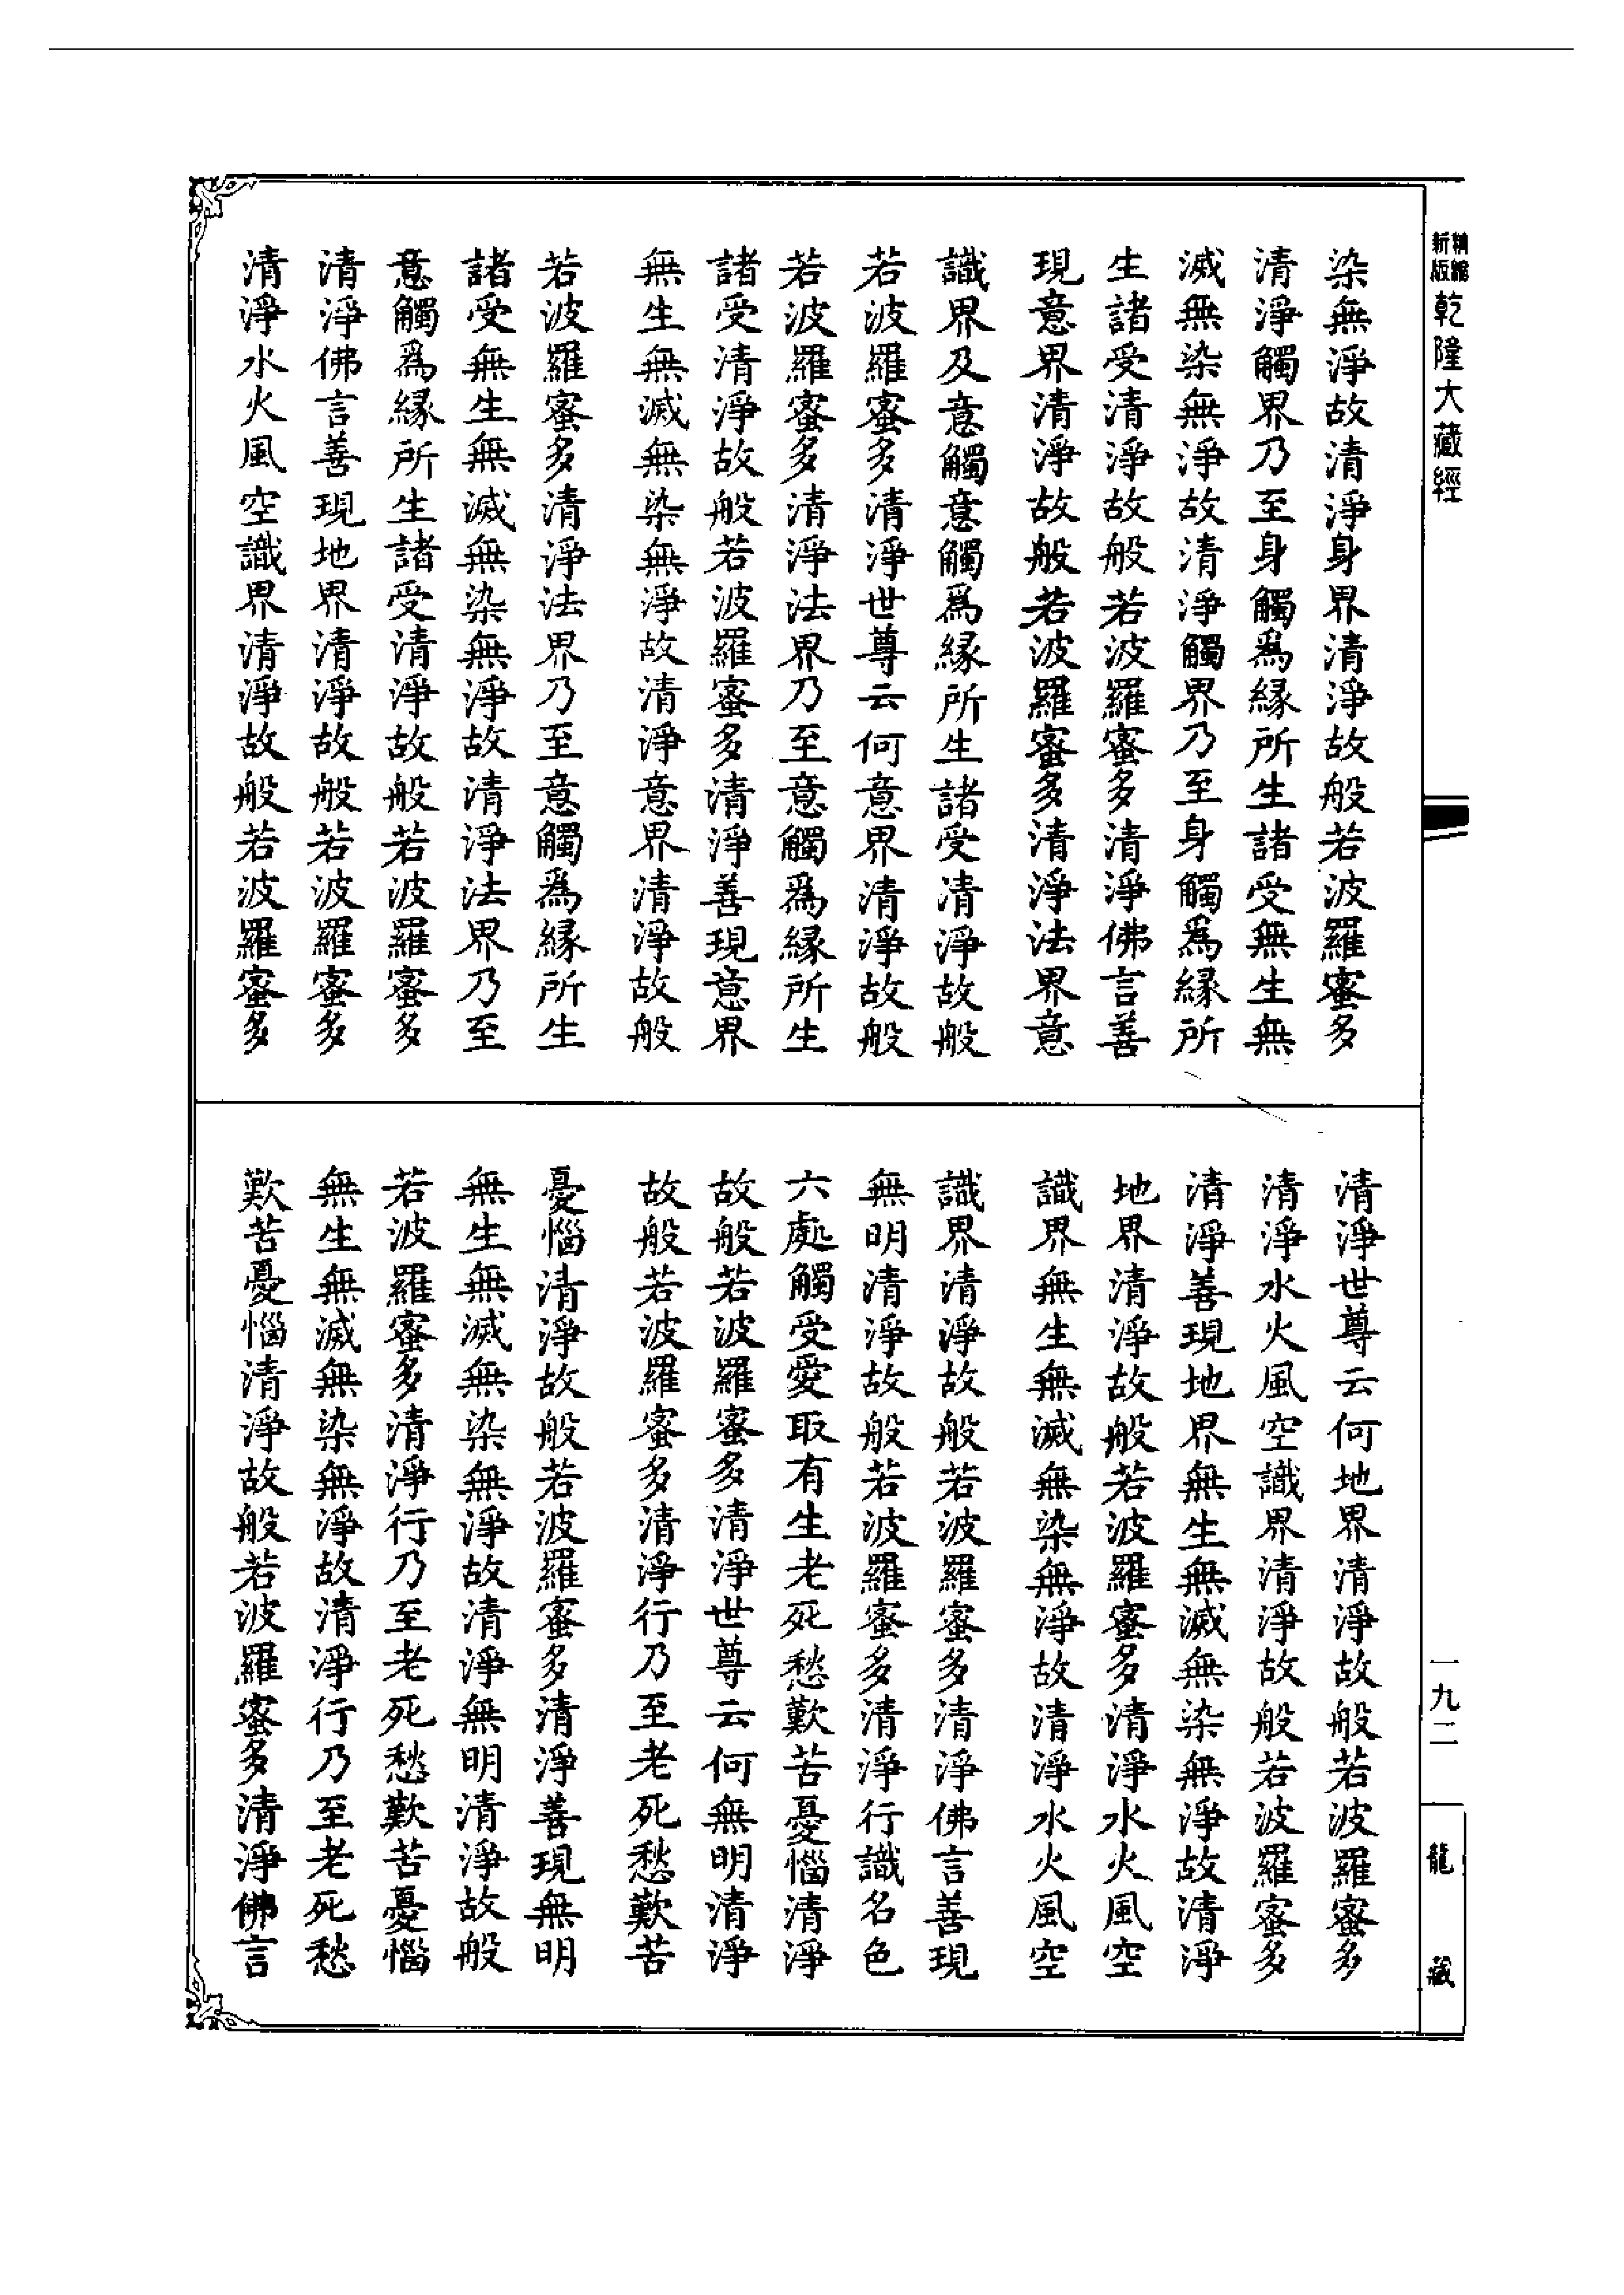 精縮
新版
乾隆大藏經
染無淨故清淨身界清淨故般若波羅蜜多
清淨觸界乃至身觸爲緣所生諸受無生無
滅無染無淨故清淨觸界乃至身觸爲緣所
生諸受清淨故般若波羅蜜多清淨佛言善
現意界清淨故般若波羅蜜多清淨法界意
識界及意觸意觸爲緣所生諸受清淨故般
若波羅蜜多清淨世尊云何意界清淨故般
若波羅蜜多清淨法界乃至意觸爲緣所生
諸受清淨故般若波羅蜜多清淨善現意界
無生無滅無染無淨故清淨意界清淨故般
若波羅蜜多清淨法界乃至意觸爲緣所生
諸受無生無滅無染無淨故清淨法界乃至
意觸爲緣所生諸受清淨故般若波羅蜜多
清淨佛言善現地界清淨故般若波羅蜜多
清淨水火風空識界清淨故般若波羅蜜多
清淨世尊云何地界清淨故般若波羅蜜多
清淨水火風空識界清淨故般若波羅蜜多
清淨善現地界無生無滅無染無淨故清淨
地界清淨故般若波羅蜜多清淨水火風空
識界無生無滅無染無淨故清淨水火風空
識界清淨故般若波羅蜜多清淨佛言善現
無明清淨故般若波羅蜜多清淨行識名色
六處觸受愛取有生老死愁歎苦憂惱清淨
故般若波羅蜜多清淨世尊云何無明清淨
故般若波羅蜜多清淨行乃至老死愁歎苦
憂惱清淨故般若波羅蜜多清淨善現無明
無生無滅無染無淨故清淨無明清淨故般
若波羅蜜多清淨行乃至老死愁歎苦憂惱
無生無滅無染無淨故清淨行乃至老死愁
歎苦憂惱清淨故般若波羅蜜多清淨佛言
一九二
龍藏